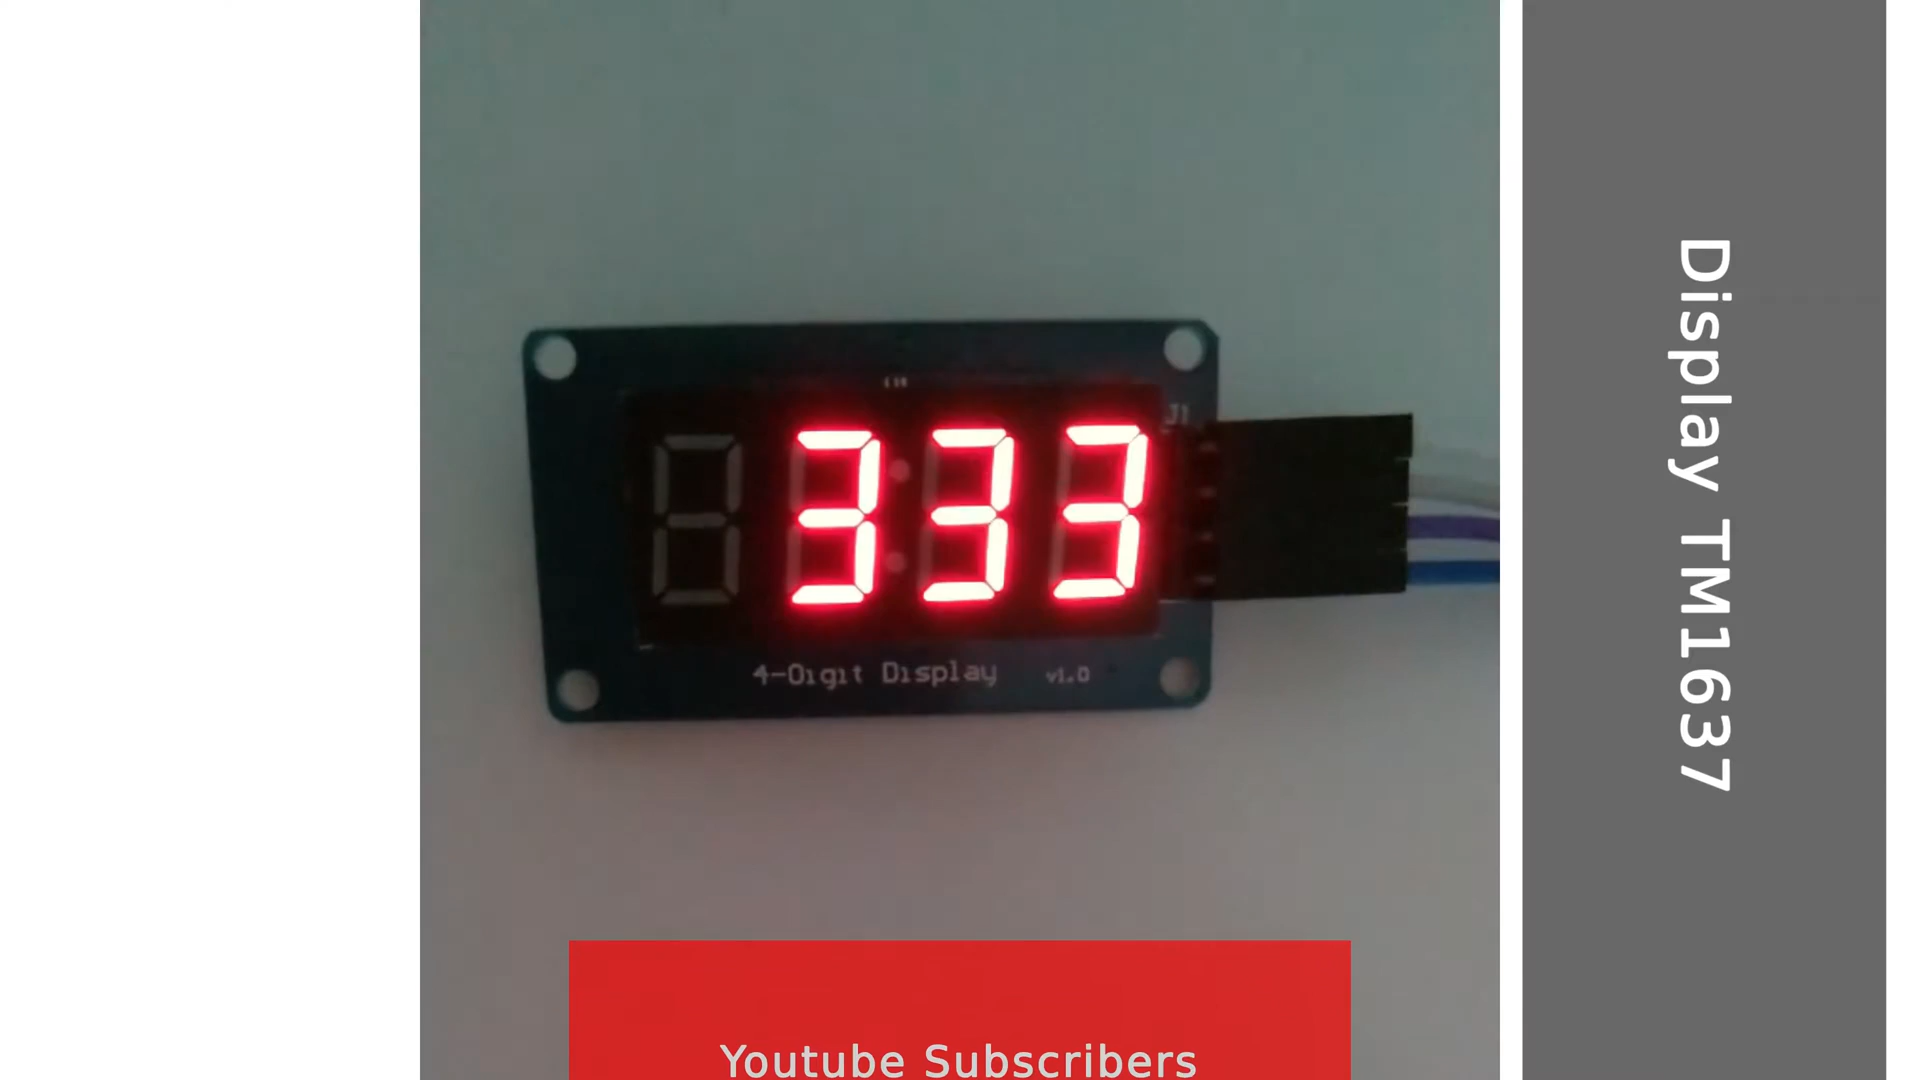 J1
333
4-Digit Display v1.0
Display TM1637
Youtube Subscribers